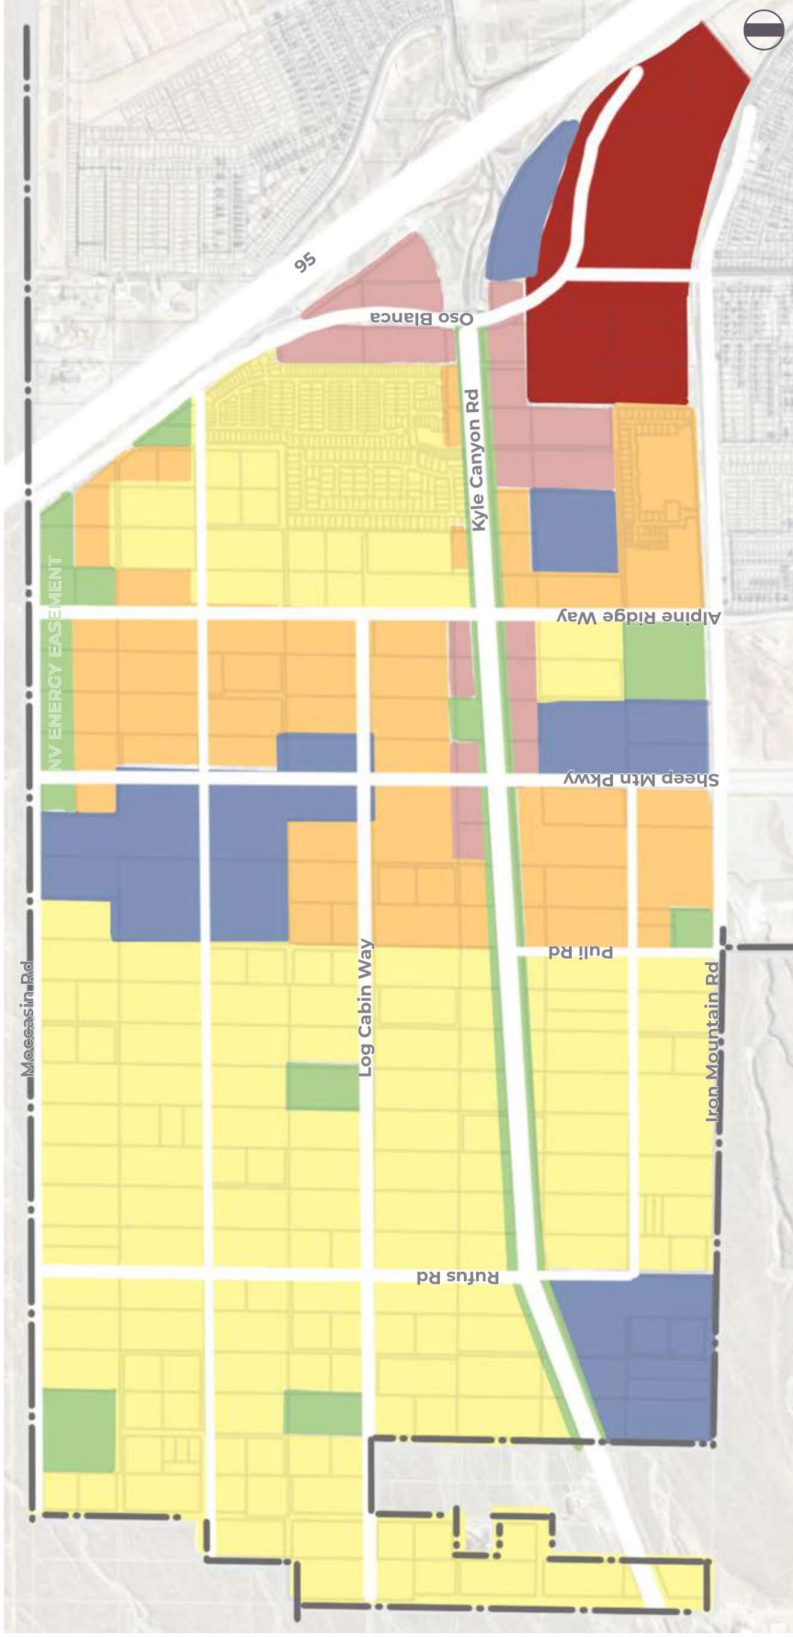 95
Oso Blanca
Kyle Canyon Rd
NV ENERGY EASEMENT
Alpine Ridge Way
Sheep Mtn Pkwy
Puli Rd
Moccasin Rd
Log Cabin Way
Iron Mountain Rd
Rufus Rd